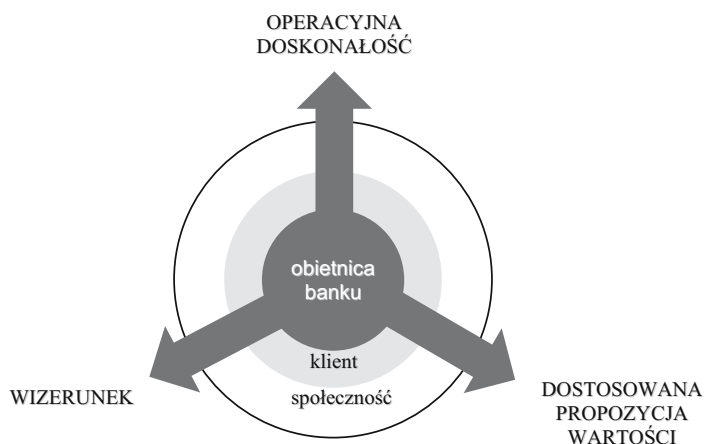 OPERACYJNA
DOSKONAŁOŚĆ
obietnica
banku
klient
społeczność
WIZERUNEK
DOSTOSOWANA
PROPOZYCJA
WARTOŚCI